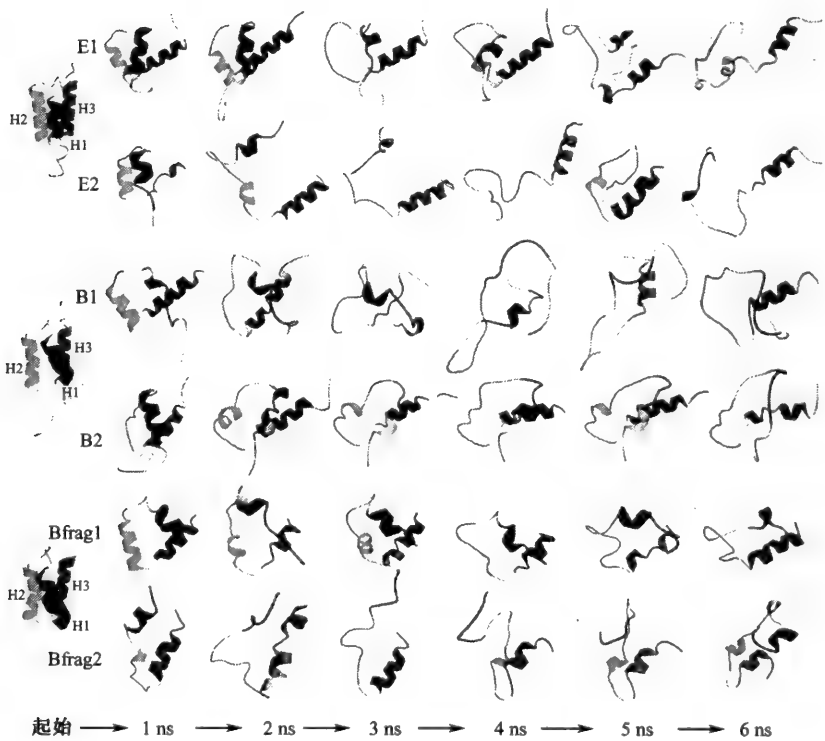 E1
H2
H3
H1
E2
B1
H3
H2
H1
B2
Bfrag1
H3
H2
H1
Bfrag2
起始
1 ns
2 ns
3 ns
4 ns
5 ns
6 ns